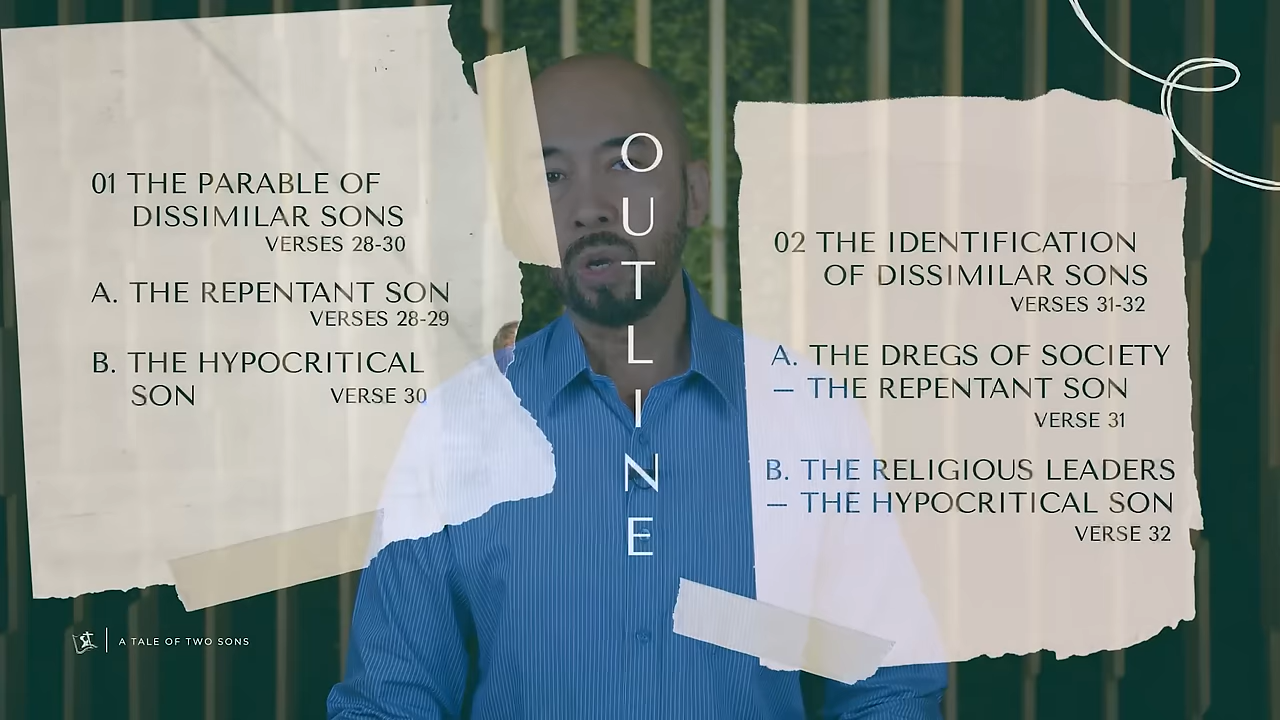 01 THE PARABLE OF
DISSIMILAR SONS
VERSES 28-30
A. THE REPENTANT SON
VERSES 28-29
B. THE HYPOCRITICAL
SON VERSE 30
OUTLINE
02 THE IDENTIFICATION
OF DISSIMILAR SONS
VERSES 31-32
A. THE DREGS OF SOCIETY
– THE REPENTANT SON
VERSE 31
B. THE RELIGIOUS LEADERS
– THE HYPOCRITICAL SON
VERSE 32
A TALE OF TWO SONS